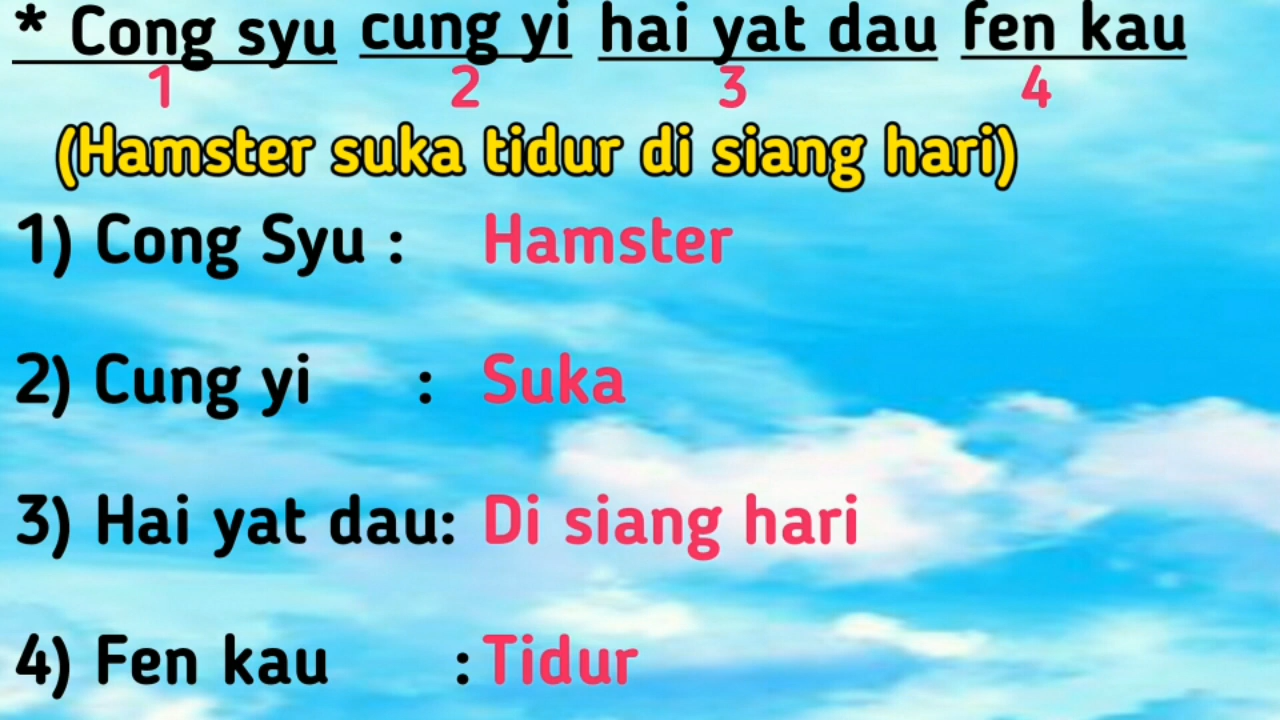 * Cong syu cung yi hai yat dau fen kau
1 2 3 4
(Hamster suka tidur di siang hari)
1) Cong Syu : Hamster
2) Cung yi : Suka
3) Hai yat dau: Di siang hari
4) Fen kau : Tidur